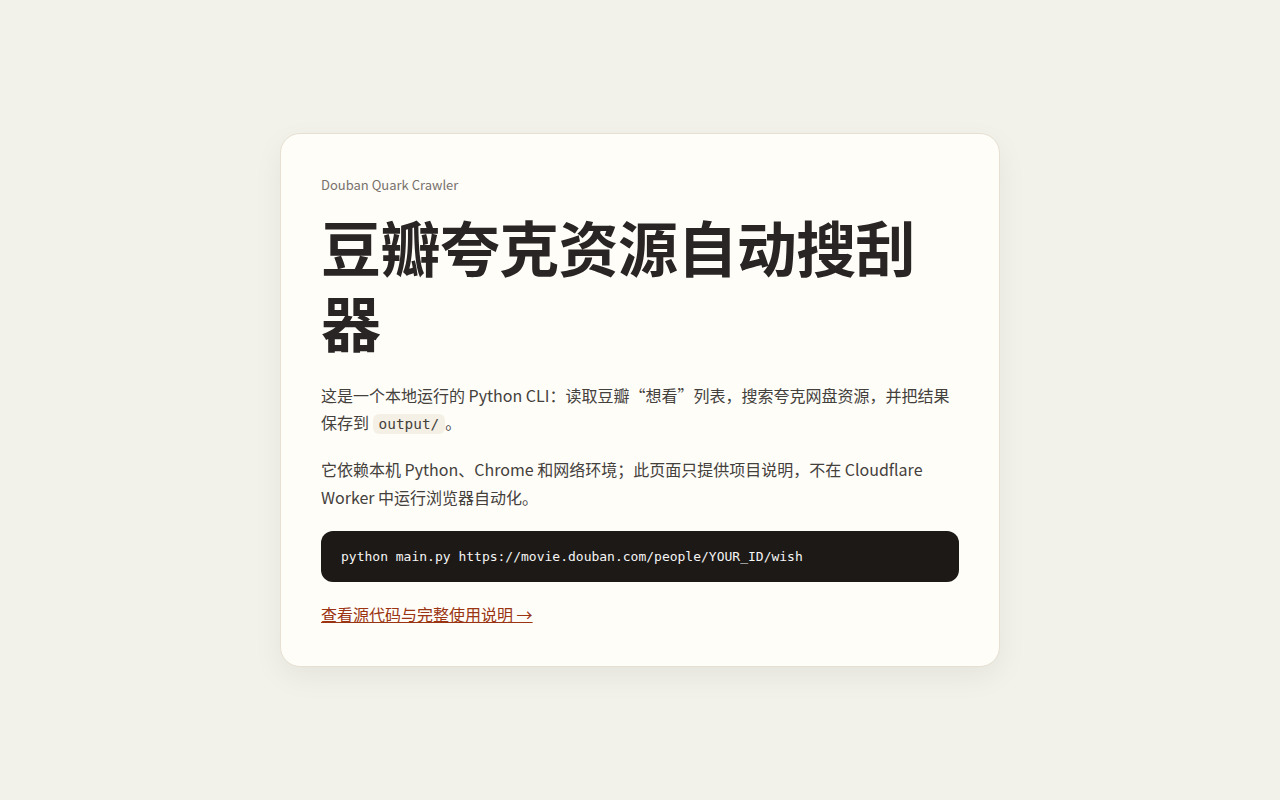 Douban Quark Crawler
豆瓣夸克资源自动搜刮
器
这是一个本地运行的 Python CLI：读取豆瓣“想看”列表，搜索夸克网盘资源，并把结果
保存到 output/。
它依赖本机 Python、Chrome 和网络环境；此页面只提供项目说明，不在 Cloudflare
Worker 中运行浏览器自动化。
python main.py https://movie.douban.com/people/YOUR_ID/wish
查看源代码与完整使用说明 →